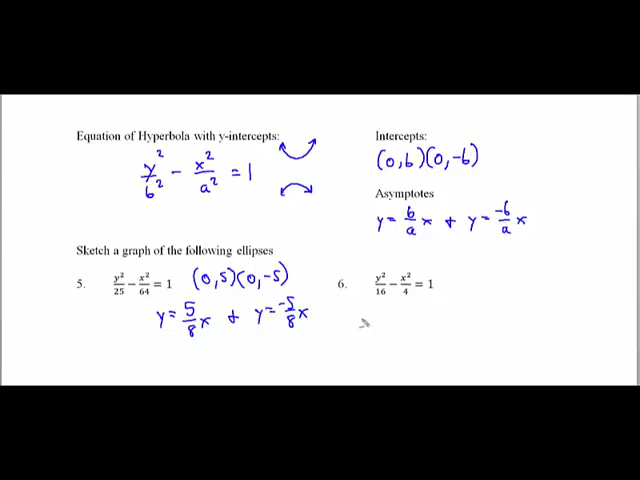 Equation of Hyperbola with y-intercepts:
y²/b² - x²/a² = 1
Intercepts:
(0,b)(0,-b)
Asymptotes
y = b/a x + y = -b/a x
Sketch a graph of the following ellipses
5. y²/25 − x²/64 = 1 (0,5)(0,-5)
y = 5/8 x + y = -5/8 x
6. y²/16 − x²/4 = 1